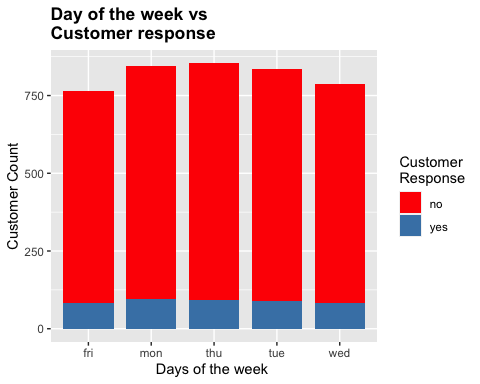 Day of the week vs
Customer response
Customer Count
750
500
250
0
fri mon thu tue wed
Days of the week
Customer
Response
no
yes